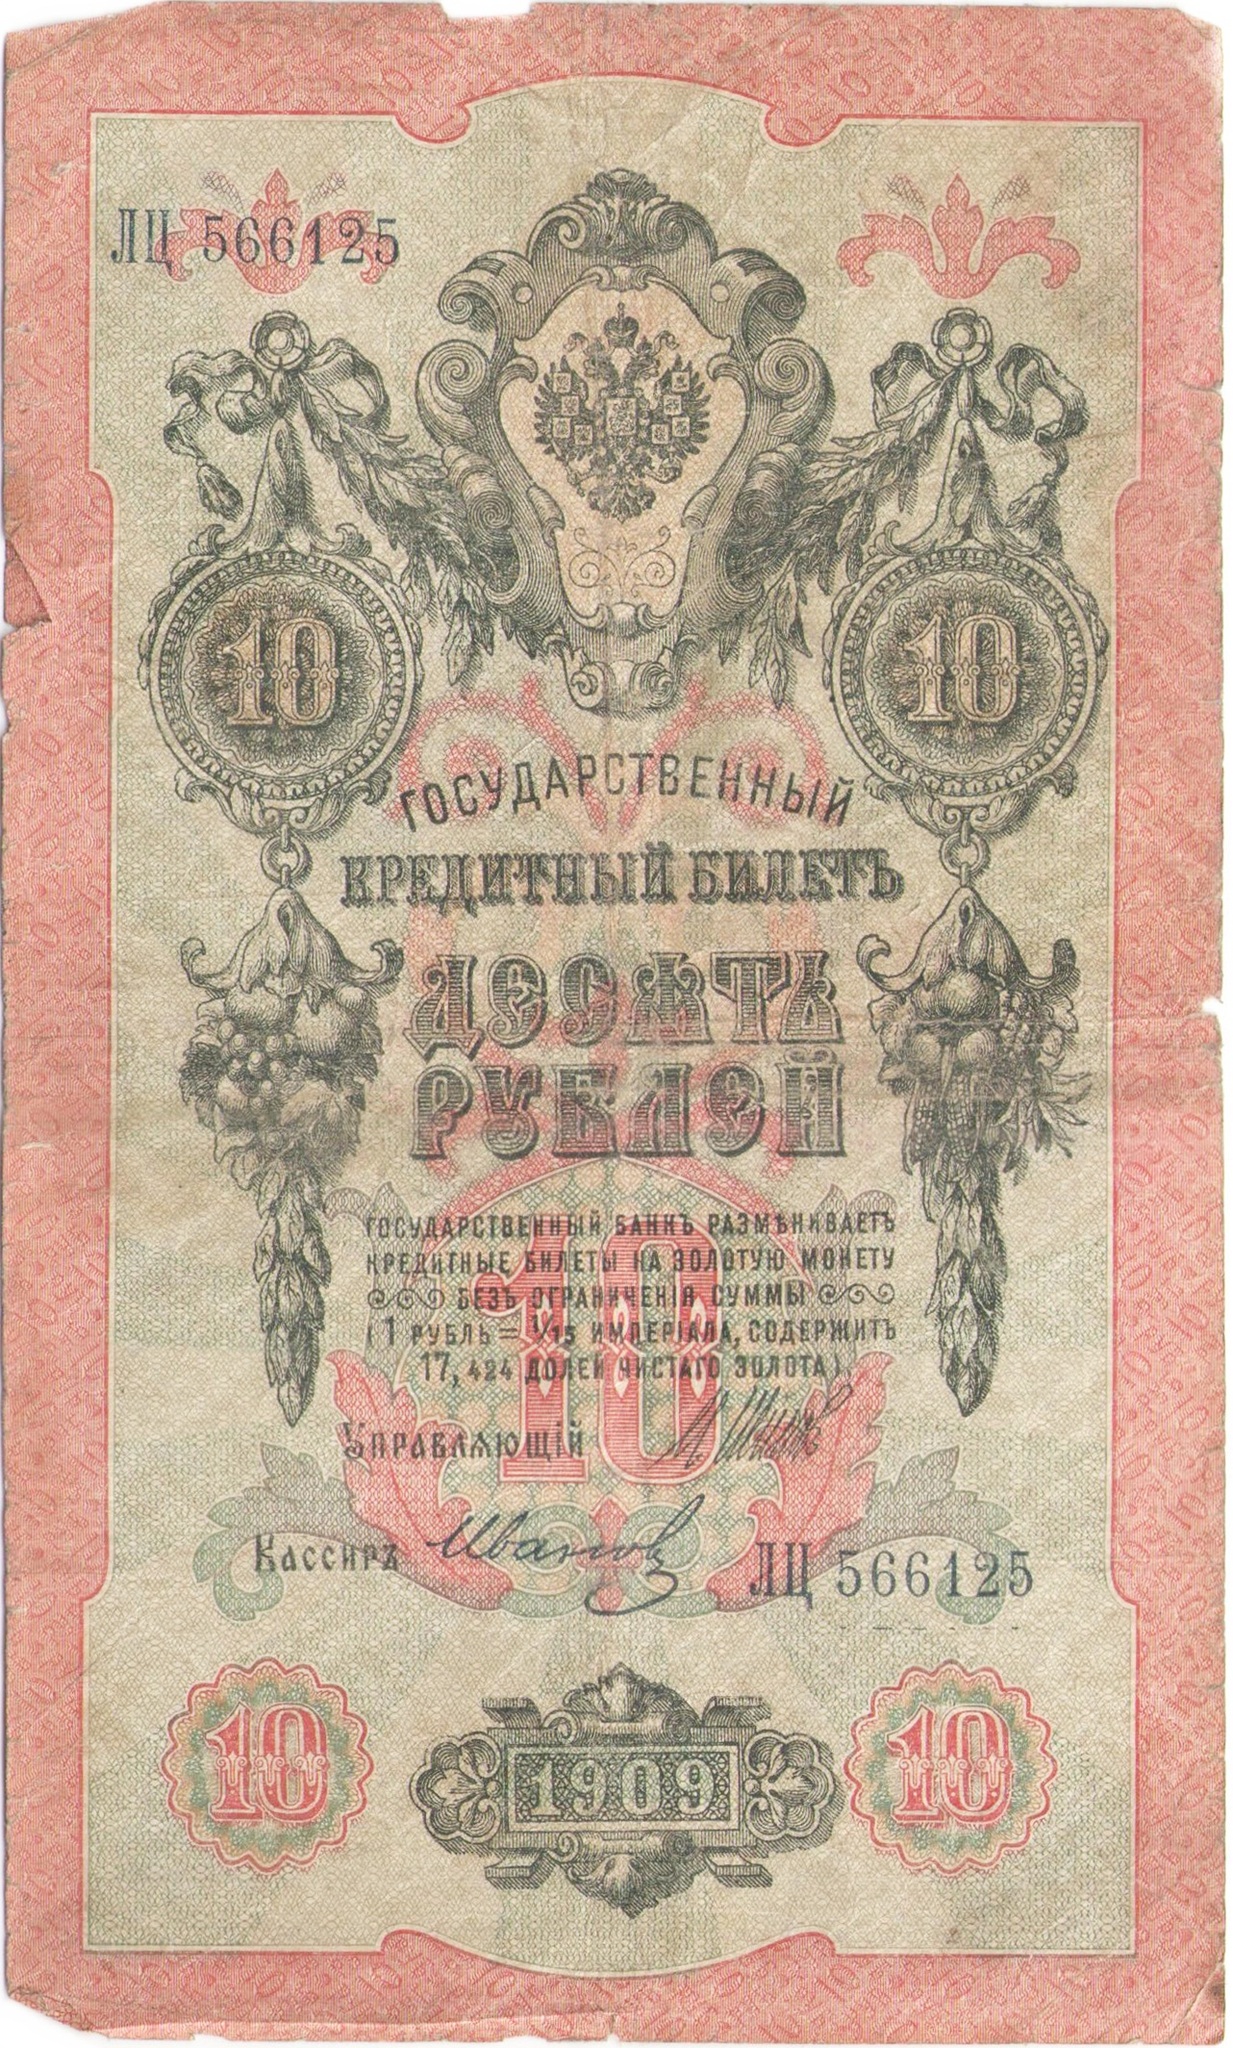 ЛЦ 566125
10 10
ГОСУДАРСТВЕННЫЙ
КРЕДИТНЫЙ БИЛЕТЪ
ДЕСЯТЬ
РУБЛЕЙ
10
ГОСУДАРСТВЕННЫЙ БАНКЪ РАЗМѢНИВАЕТЪ
КРЕДИТНЫЕ БИЛЕТЫ НА ЗОЛОТУЮ МОНЕТУ
БЕЗЪ ОГРАНИЧЕНІЯ СУММЫ
(1 РУБЛЬ = 1/15 ИМПЕРІАЛА, СОДЕРЖИТЪ
17,424 ДОЛЕЙ ЧИСТАГО ЗОЛОТА).
Управляющій
Кассиръ Иванов
ЛЦ 566125
10 1909 10